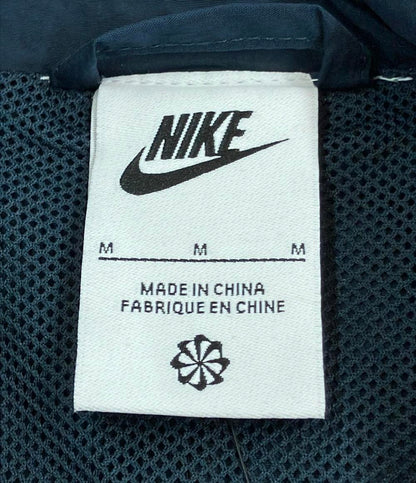 NIKE
M M M
MADE IN CHINA
FABRIQUE EN CHINE